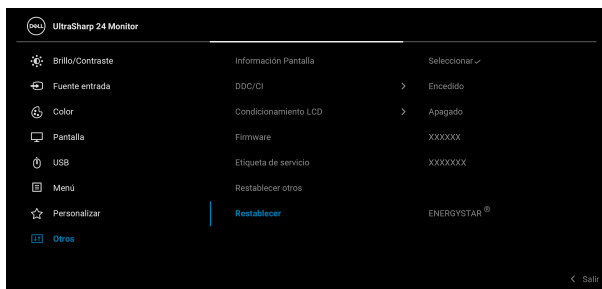 DELL UltraSharp 24 Monitor
Brillo/Contraste Información Pantalla Seleccionar
Fuente entrada DDC/CI Encedido
Color Condicionamiento LCD Apagado
Pantalla Firmware XXXXXX
USB Etiqueta de servicio XXXXXXX
Menú Restablecer otros
Personalizar Restablecer ENERGYSTAR ®
Otros
Salir